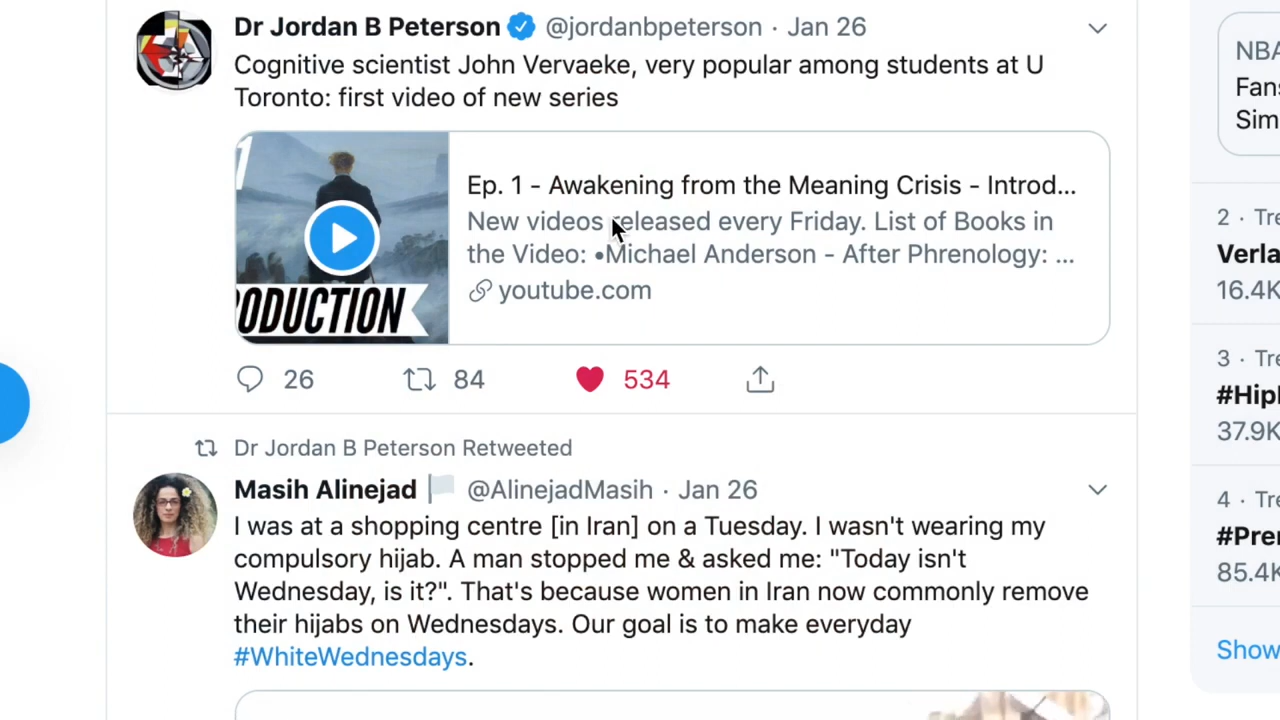 Dr Jordan B Peterson @jordanbpeterson · Jan 26
Cognitive scientist John Vervaeke, very popular among students at U
Toronto: first video of new series
1
ODUCTION
Ep. 1 - Awakening from the Meaning Crisis - Introd...
New videos released every Friday. List of Books in
the Video: •Michael Anderson - After Phrenology: ...
youtube.com
26 84 534
Dr Jordan B Peterson Retweeted
Masih Alinejad @AlinejadMasih · Jan 26
I was at a shopping centre [in Iran] on a Tuesday. I wasn't wearing my
compulsory hijab. A man stopped me & asked me: "Today isn't
Wednesday, is it?". That's because women in Iran now commonly remove
their hijabs on Wednesdays. Our goal is to make everyday
#WhiteWednesdays.
NBA
Fans
Sim
2 · Tre
Verla
16.4K
3 · Tre
#Hip
37.9K
4 · Tre
#Prer
85.4K
Show